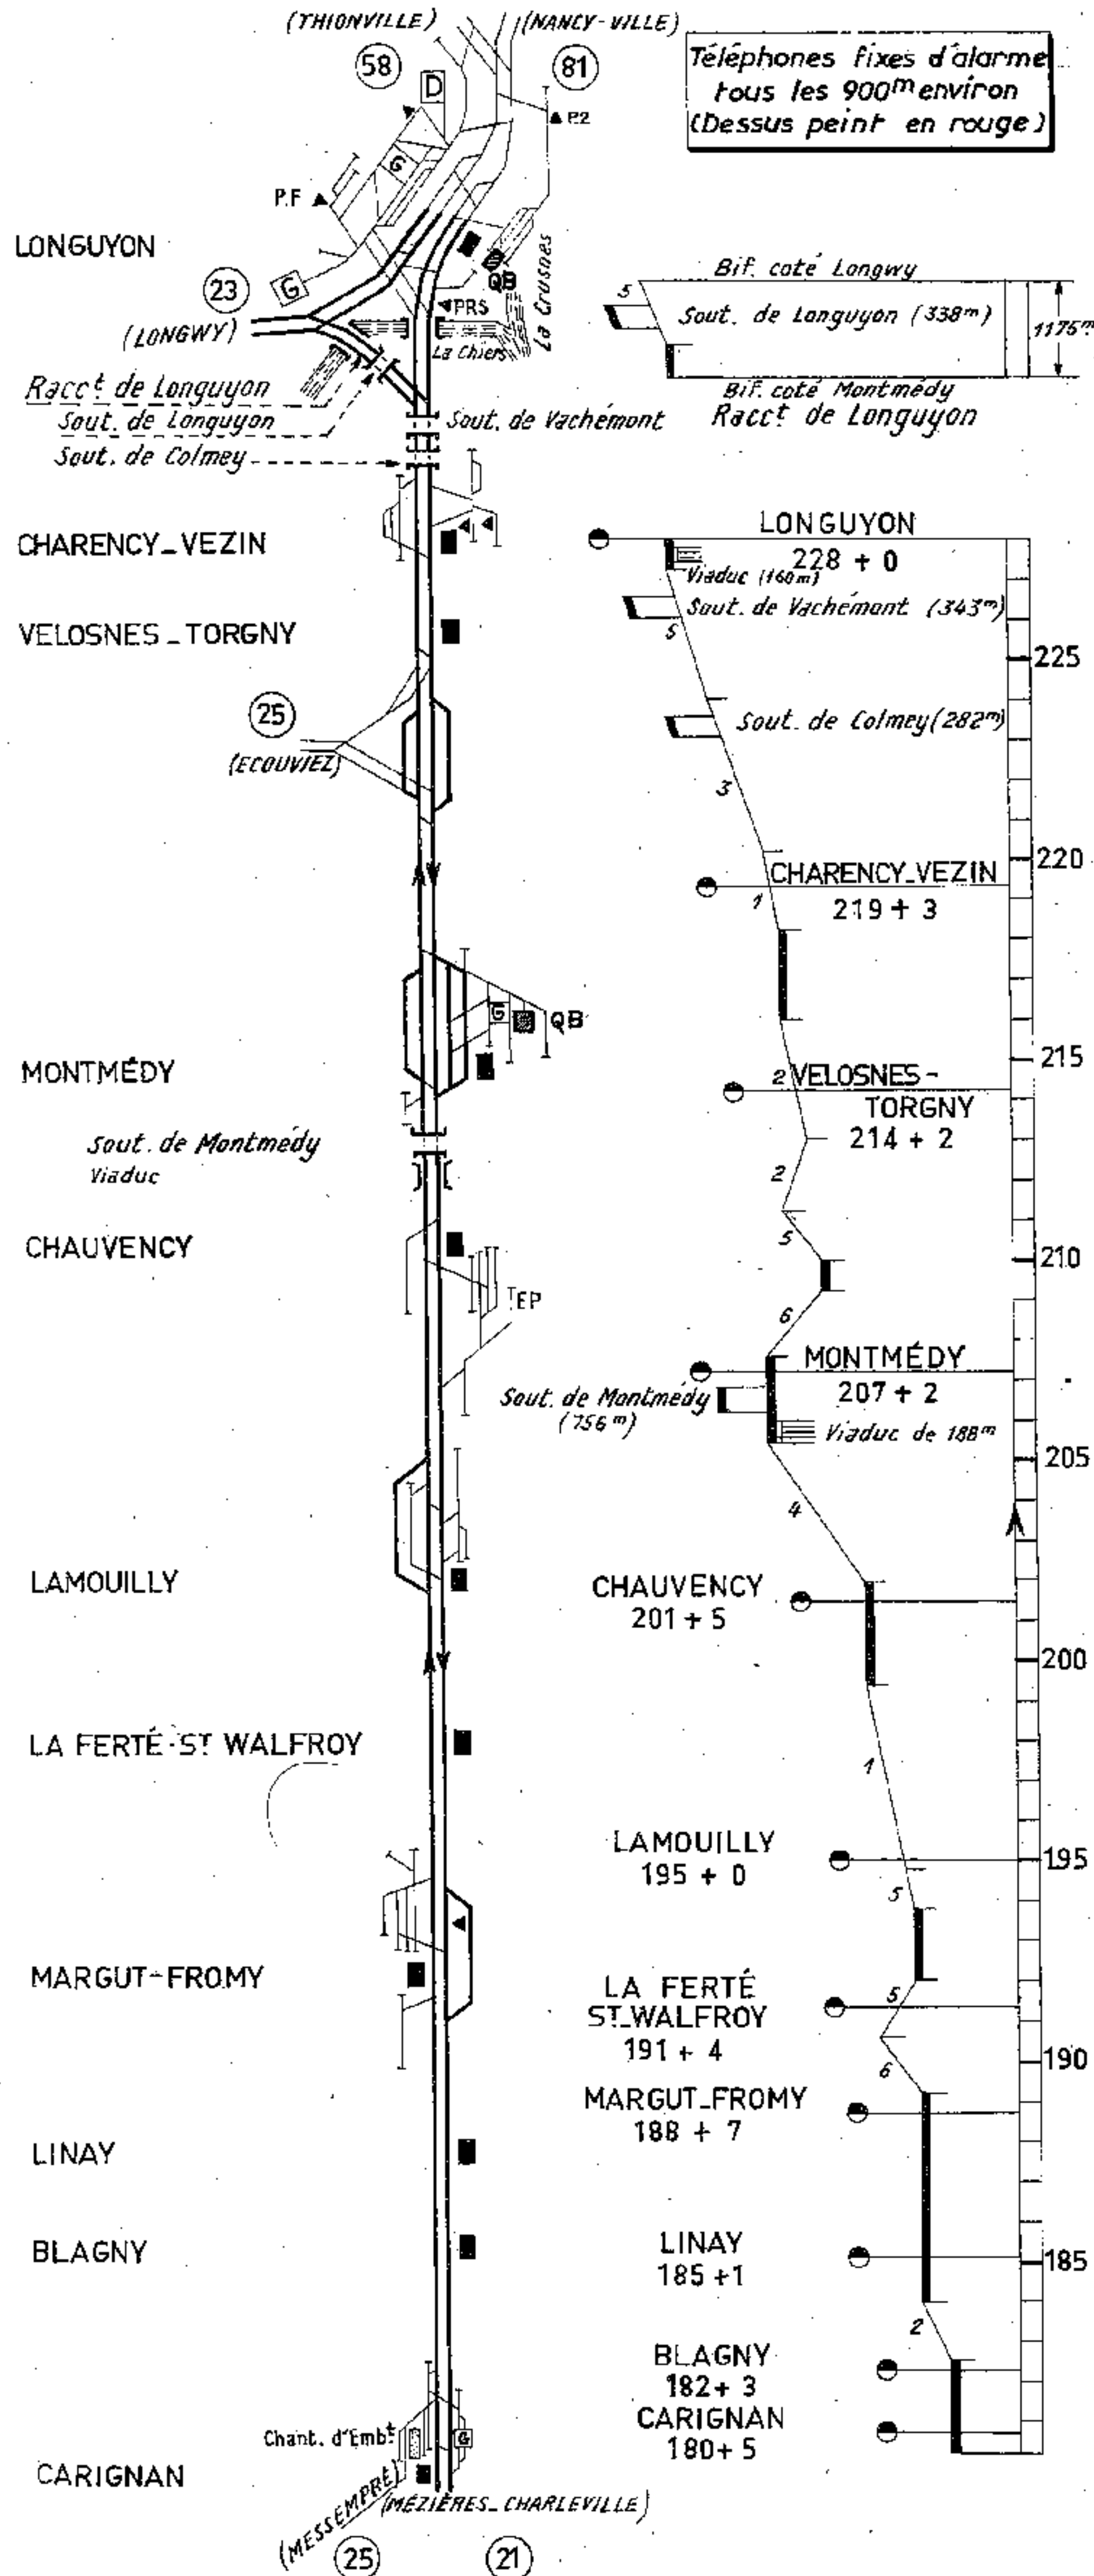 (THIONVILLE)
(NANCY-VILLE)
58
81
Téléphones fixes d'alarme
tous les 900m environ
(Dessus peint en rouge)
D
P.2
G
P.F
LONGUYON
QB
La Crusnes
23
G
PRS
(LONGWY)
La Chiers
Racct de Longuyon
Sout. de Longuyon
Sout. de Vachémont
Sout. de Colmey
Bif. coté Longwy
5
Sout. de Longuyon (338m)
1175m
Bif. coté Montmédy
Racct de Longuyon
CHARENCY_VEZIN
LONGUYON
228 + 0
Viaduc (160m)
Sout. de Vachémont (343m)
5
VELOSNES_TORGNY
225
25
(ECOUVIEZ)
Sout. de Colmey (282m)
3
220
CHARENCY_VEZIN
1
219 + 3
G
QB
MONTMÉDY
215
2
VELOSNES-
TORGNY
214 + 2
Sout. de Montmédy
Viaduc
2
CHAUVENCY
5
210
EP
6
MONTMÉDY
207 + 2
Sout. de Montmédy
(756m)
Viaduc de 188m
205
4
LAMOUILLY
CHAUVENCY
201 + 5
200
LA FERTÉ-ST WALFROY
1
LAMOUILLY
195 + 0
195
5
MARGUT-FROMY
LA FERTÉ
ST_WALFROY
191 + 4
5
190
6
MARGUT_FROMY
188 + 7
LINAY
BLAGNY
LINAY
185 +1
185
2
BLAGNY
182+ 3
CARIGNAN
180+ 5
Chant. d'Embt
G
CARIGNAN
(MESSEMPRÉ)
(MÉZIÈRES_CHARLEVILLE)
25
21